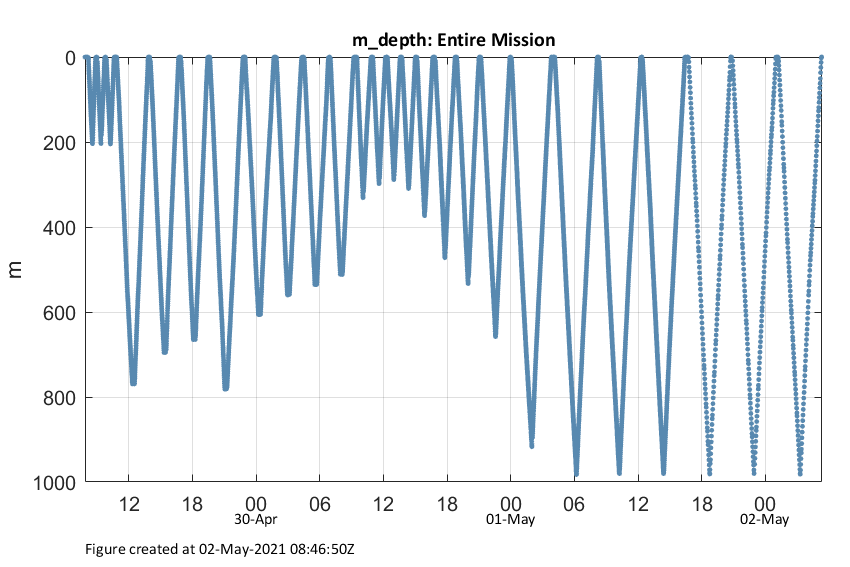 m_depth: Entire Mission
0
200
400
600
800
1000
m
12 18 00 06 12 18 00 06 12 18 00
30-Apr 01-May 02-May
Figure created at 02-May-2021 08:46:50Z